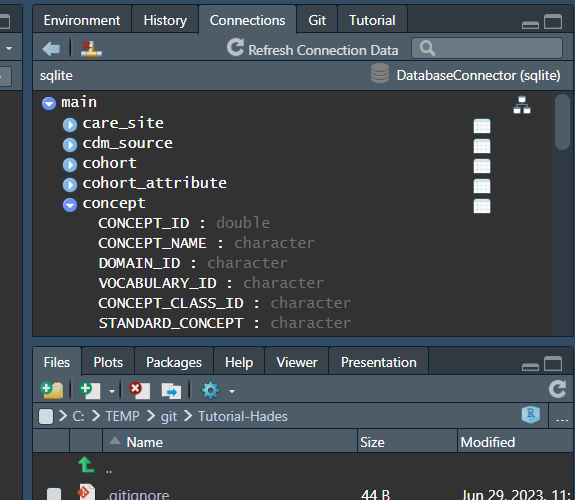 Environment History Connections Git Tutorial
Refresh Connection Data
sqlite DatabaseConnector (sqlite)
main
care_site
cdm_source
cohort
cohort_attribute
concept
CONCEPT_ID : double
CONCEPT_NAME : character
DOMAIN_ID : character
VOCABULARY_ID : character
CONCEPT_CLASS_ID : character
STANDARD_CONCEPT : character
Files Plots Packages Help Viewer Presentation
C: TEMP git Tutorial-Hades R ...
Name Size Modified
..
.gitignore 44 B Jun 29, 2023, 11: